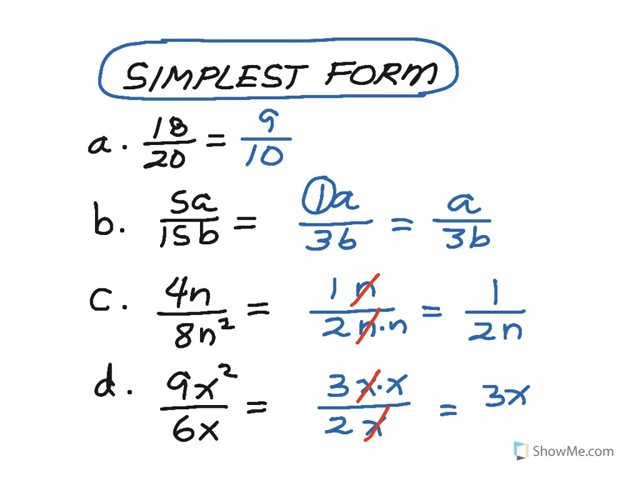 SIMPLEST FORM
a. 18/20 = 9/10
b. 5a/15b = 1a/3b = a/3b
c. 4n/8n² = 1n/2n·n = 1/2n
d. 9x²/6x = 3x·x/2x = 3x
ShowMe.com